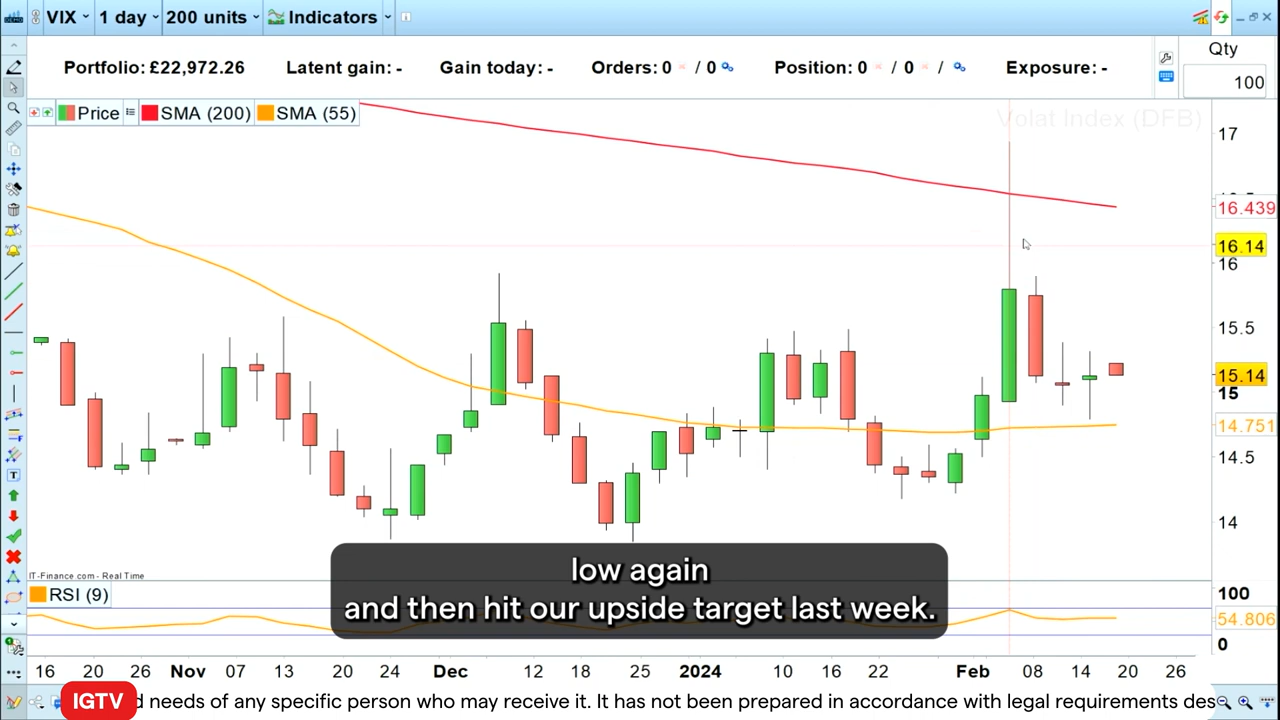 VIX 1 day 200 units Indicators
Portfolio: £22,972.26 Latent gain: - Gain today: - Orders: 0 / 0 Position: 0 / 0 / Exposure: - Qty
100
Price SMA (200) SMA (55)
Volat Index (DFB)
17
16.439
16.14
16
15.5
15.14
15
14.751
14.5
14
low again
and then hit our upside target last week.
IT-Finance.com - Real Time
RSI (9)
100
54.806
0
16 20 26 Nov 07 13 20 24 Dec 12 18 25 2024 10 16 22 Feb 08 14 20 26
IGTV d needs of any specific person who may receive it. It has not been prepared in accordance with legal requirements des